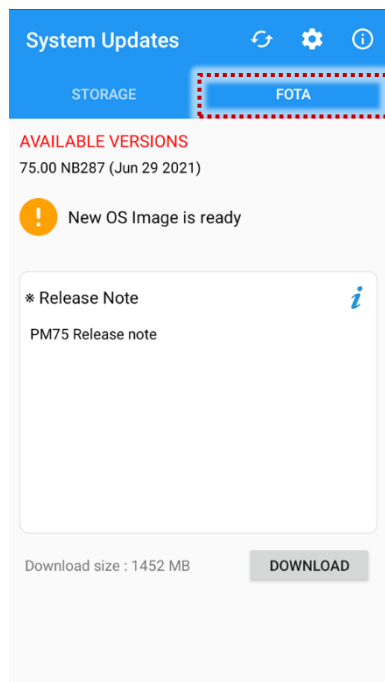 System Updates
STORAGE FOTA
AVAILABLE VERSIONS
75.00 NB287 (Jun 29 2021)
New OS Image is ready
※ Release Note
PM75 Release note
Download size : 1452 MB DOWNLOAD